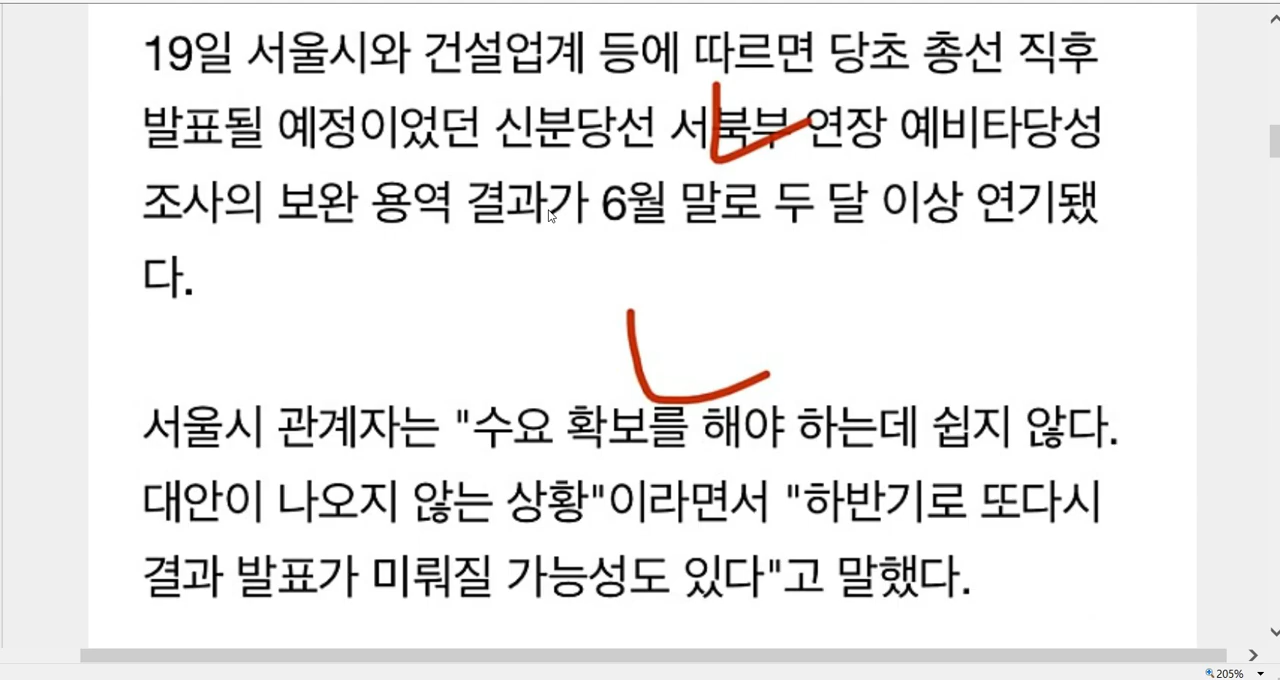 19일 서울시와 건설업계 등에 따르면 당초 총선 직후
발표될 예정이었던 신분당선 서북부 연장 예비타당성
조사의 보완 용역 결과가 6월 말로 두 달 이상 연기됐
다.
서울시 관계자는 "수요 확보를 해야 하는데 쉽지 않다.
대안이 나오지 않는 상황"이라면서 "하반기로 또다시
결과 발표가 미뤄질 가능성도 있다"고 말했다.
205%